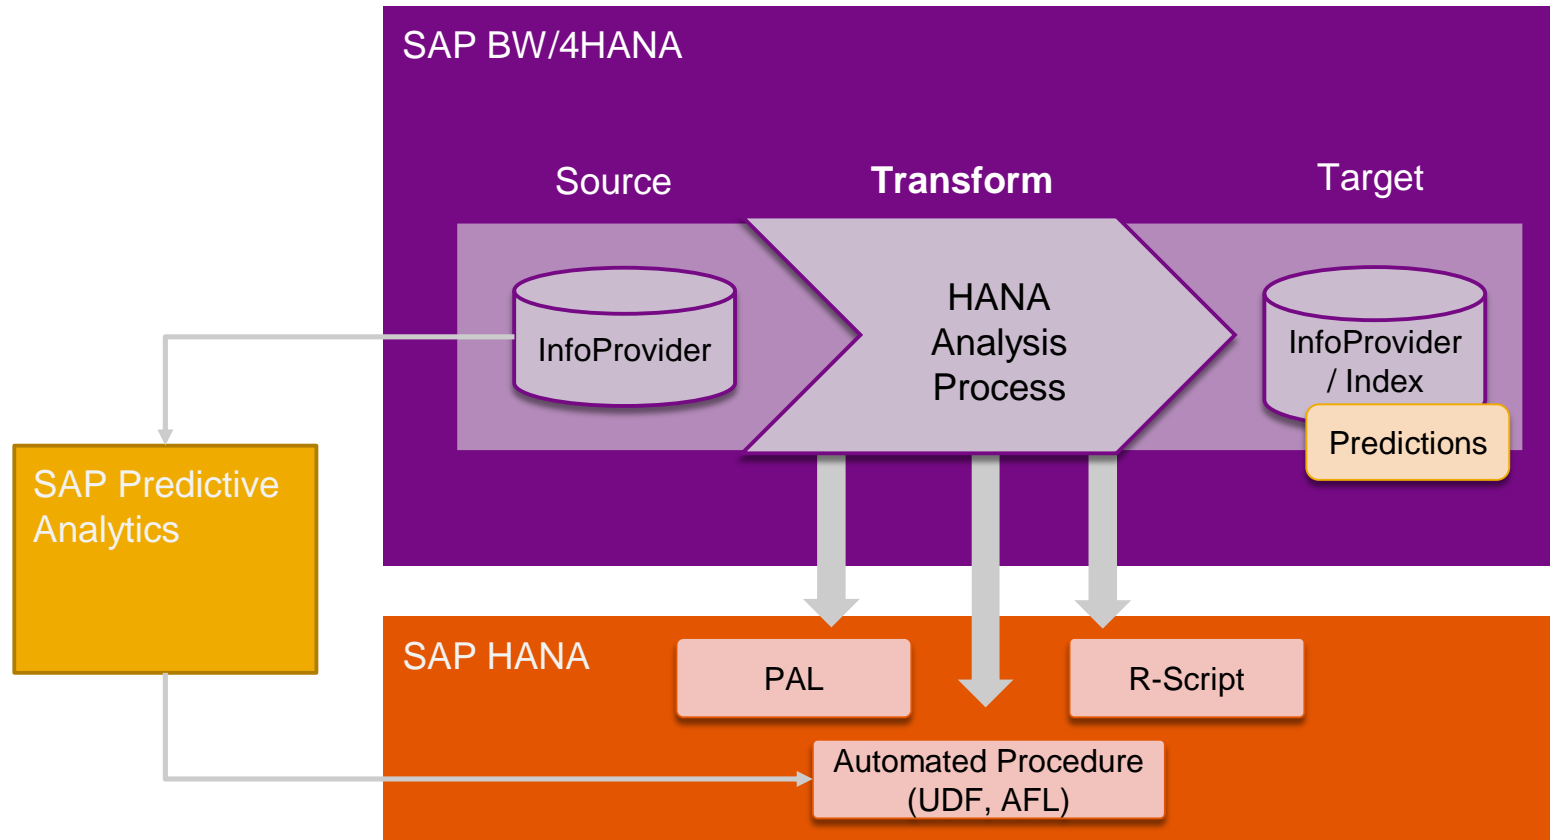 SAP BW/4HANA
Source
Transform
Target
InfoProvider
HANA
Analysis
Process
InfoProvider
/ Index
Predictions
SAP Predictive
Analytics
SAP HANA
PAL
R-Script
Automated Procedure
(UDF, AFL)